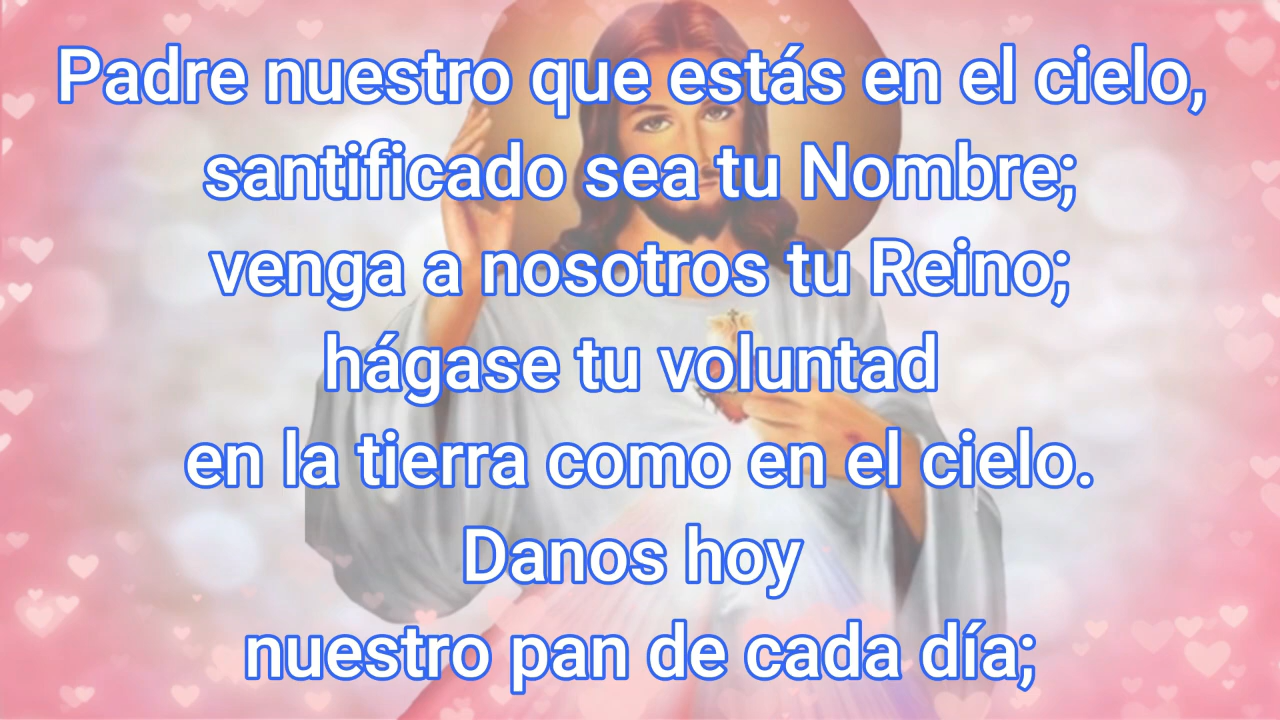 Padre nuestro que estás en el cielo,
santificado sea tu Nombre;
venga a nosotros tu Reino;
hágase tu voluntad
en la tierra como en el cielo.
Danos hoy
nuestro pan de cada día;